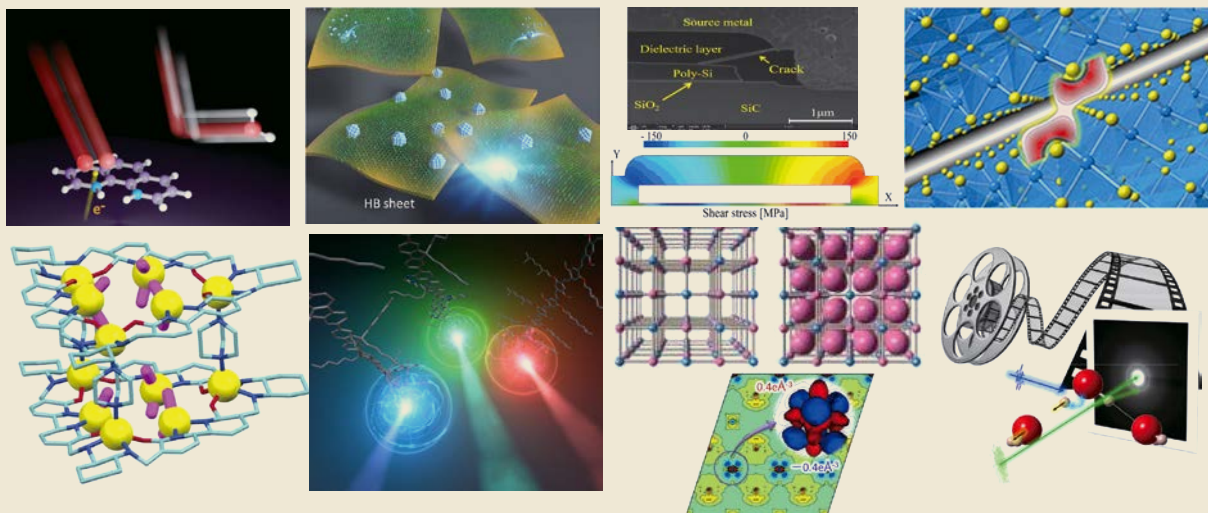 e-
HB sheet
Source metal
Dielectric layer
Crack
Poly-Si
SiO₂
SiC
1μm
-150
0
150
Y
X
Shear stress [MPa]
0.4eÅ⁻³
−0.4eÅ⁻³